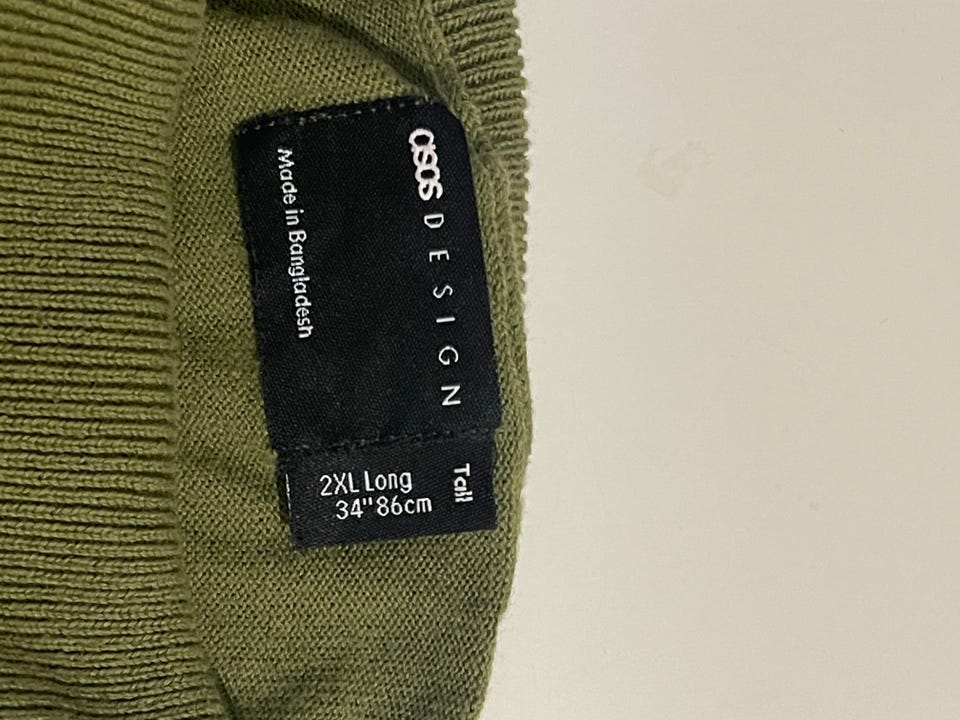 asos DESIGN
Made in Bangladesh
Tall
2XL Long
34" 86cm